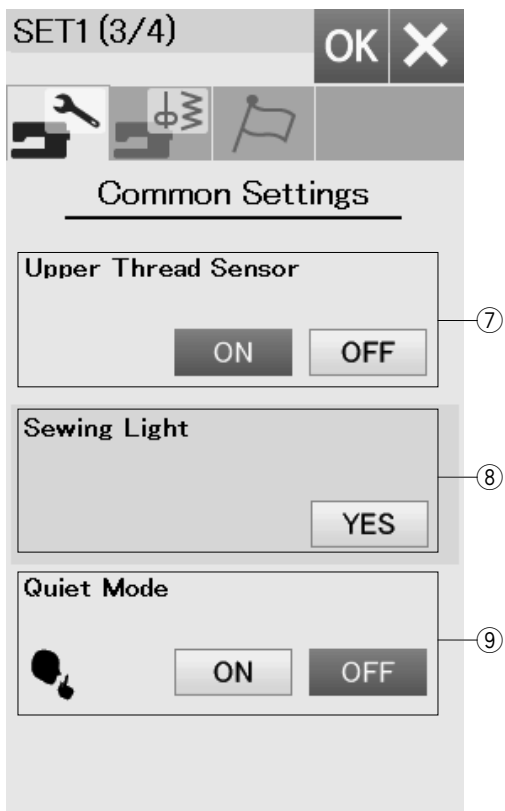 SET1 (3/4)
OK
Common Settings
Upper Thread Sensor
ON OFF
⑦
Sewing Light
YES
⑧
Quiet Mode
ON OFF
⑨